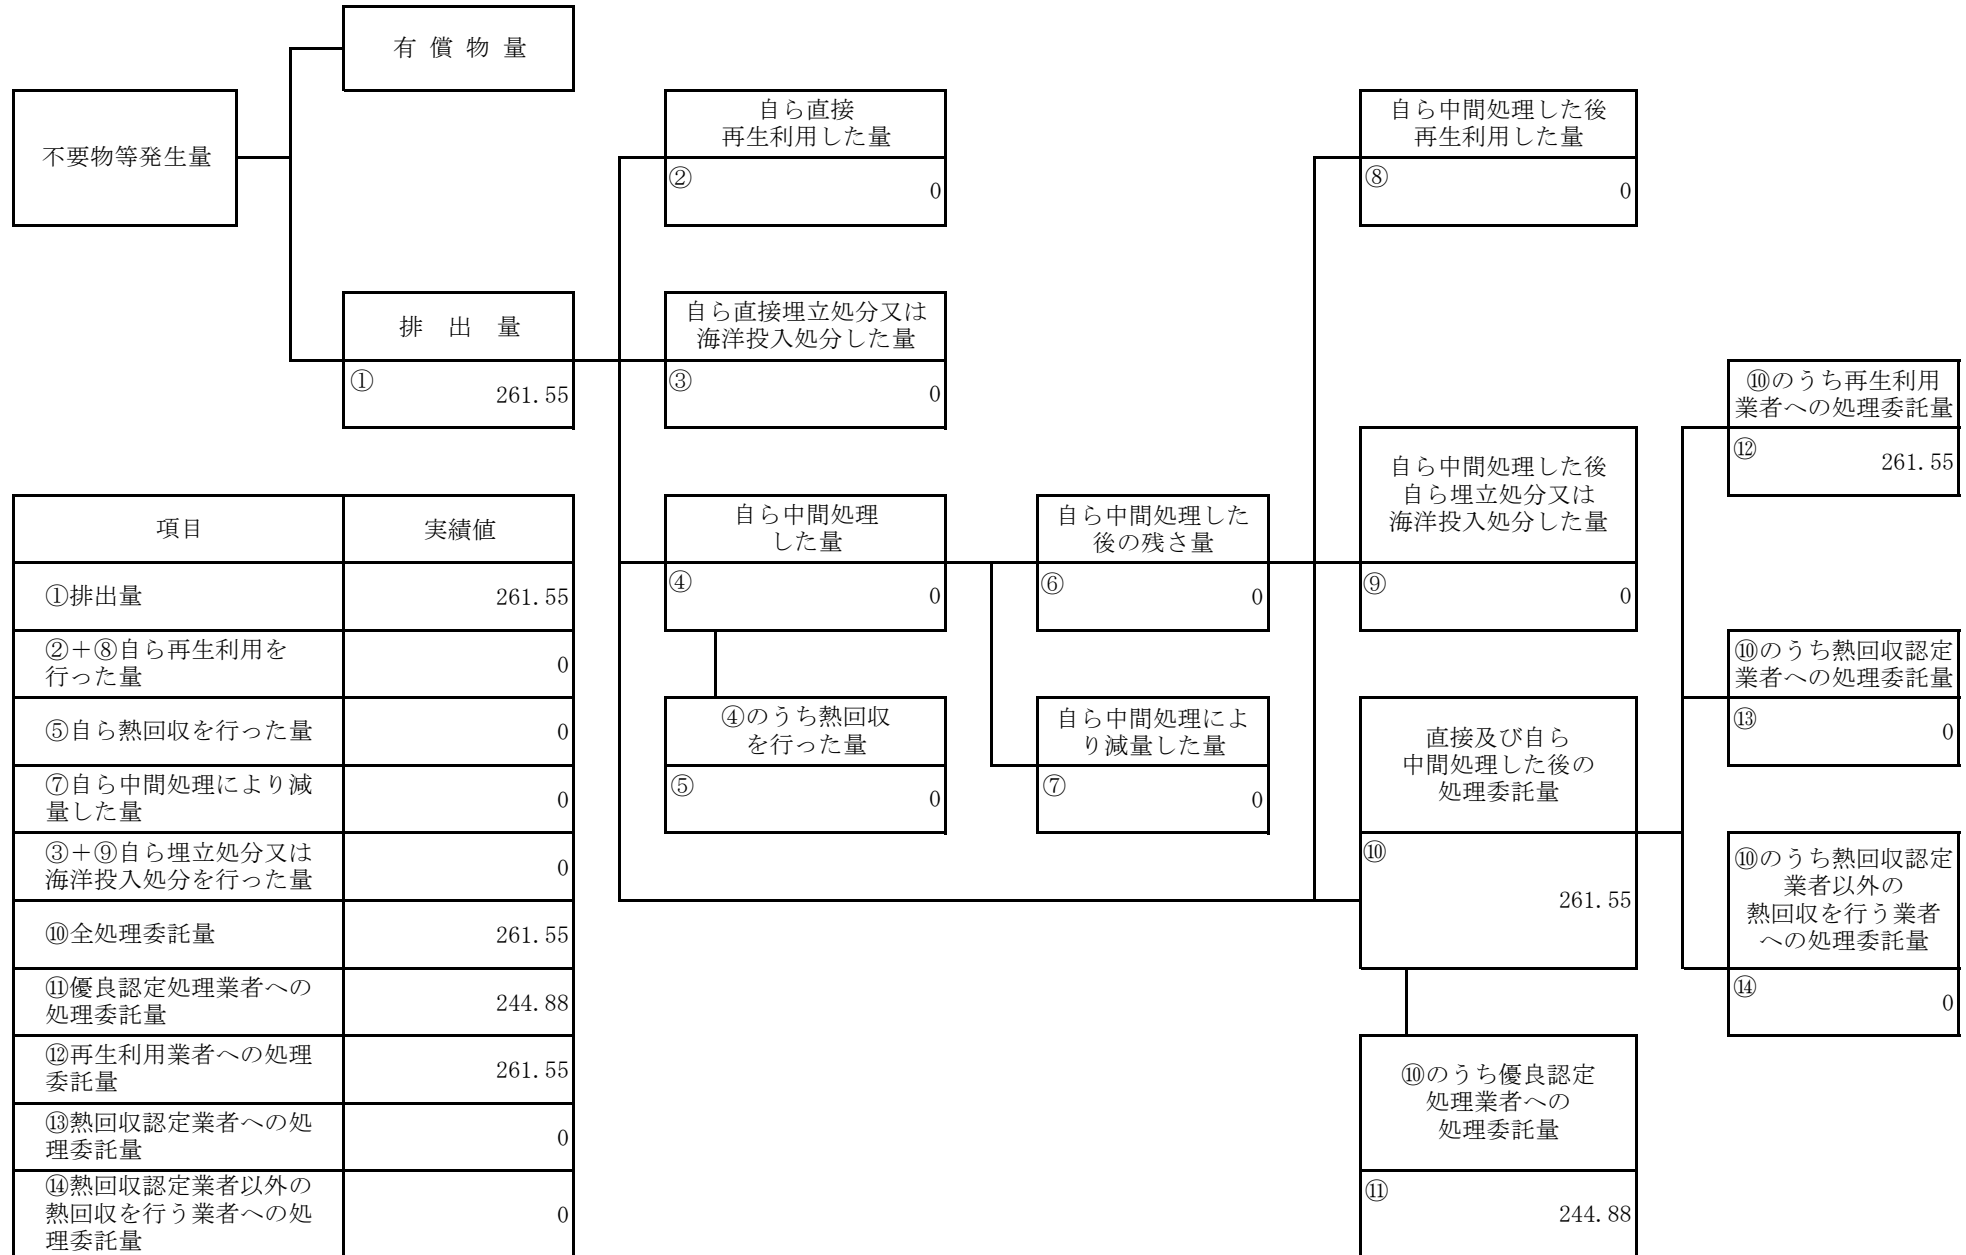 有 償 物 量
不要物等発生量
自ら直接
再生利用した量
②
0
自ら中間処理した後
再生利用した量
⑧
0
排 出 量
①
261.55
自ら直接埋立処分又は
海洋投入処分した量
③
0
⑩のうち再生利用
業者への処理委託量
⑫
261.55
自ら中間処理
した量
④
0
自ら中間処理した
後の残さ量
⑥
0
自ら中間処理した後
自ら埋立処分又は
海洋投入処分した量
⑨
0
⑩のうち熱回収認定
業者への処理委託量
⑬
0
④のうち熱回収
を行った量
⑤
0
自ら中間処理によ
り減量した量
⑦
0
直接及び自ら
中間処理した後の
処理委託量
⑩
261.55
⑩のうち熱回収認定
業者以外の
熱回収を行う業者
への処理委託量
⑭
0
⑩のうち優良認定
処理業者への
処理委託量
⑪
244.88
項目 実績値
①排出量 261.55
②+⑧自ら再生利用を
行った量
0
⑤自ら熱回収を行った量 0
⑦自ら中間処理により減
量した量
0
③+⑨自ら埋立処分又は
海洋投入処分を行った量
0
⑩全処理委託量 261.55
⑪優良認定処理業者への
処理委託量
244.88
⑫再生利用業者への処理
委託量
261.55
⑬熱回収認定業者への処
理委託量
0
⑭熱回収認定業者以外の
熱回収を行う業者への処
理委託量
0